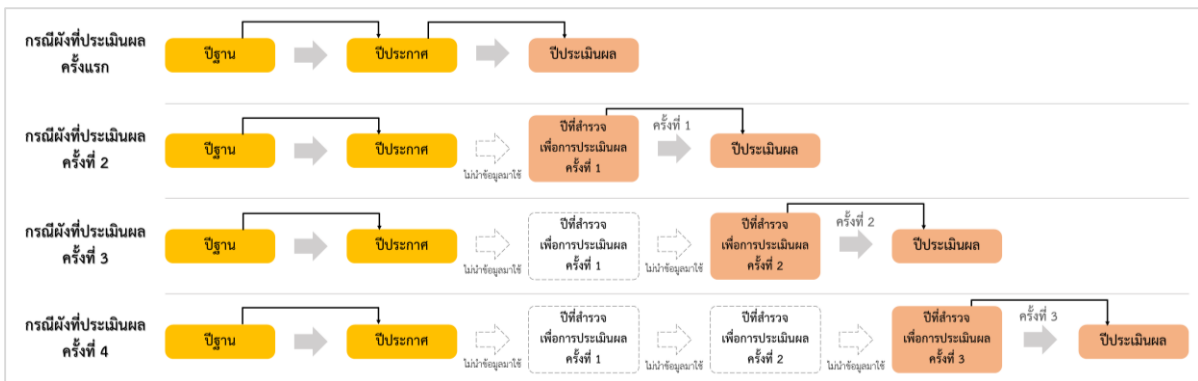 กรณีผังที่ประเมินผล
ครั้งแรก
ปีฐาน
ปีประกาศ
ปีประเมินผล
กรณีผังที่ประเมินผล
ครั้งที่ 2
ปีฐาน
ปีประกาศ
ไม่นำข้อมูลมาใช้
ปีที่สำรวจ
เพื่อการประเมินผล
ครั้งที่ 1
ครั้งที่ 1
ปีประเมินผล
กรณีผังที่ประเมินผล
ครั้งที่ 3
ปีฐาน
ปีประกาศ
ไม่นำข้อมูลมาใช้
ปีที่สำรวจ
เพื่อการประเมินผล
ครั้งที่ 1
ไม่นำข้อมูลมาใช้
ปีที่สำรวจ
เพื่อการประเมินผล
ครั้งที่ 2
ครั้งที่ 2
ปีประเมินผล
กรณีผังที่ประเมินผล
ครั้งที่ 4
ปีฐาน
ปีประกาศ
ไม่นำข้อมูลมาใช้
ปีที่สำรวจ
เพื่อการประเมินผล
ครั้งที่ 1
ไม่นำข้อมูลมาใช้
ปีที่สำรวจ
เพื่อการประเมินผล
ครั้งที่ 2
ไม่นำข้อมูลมาใช้
ปีที่สำรวจ
เพื่อการประเมินผล
ครั้งที่ 3
ครั้งที่ 3
ปีประเมินผล